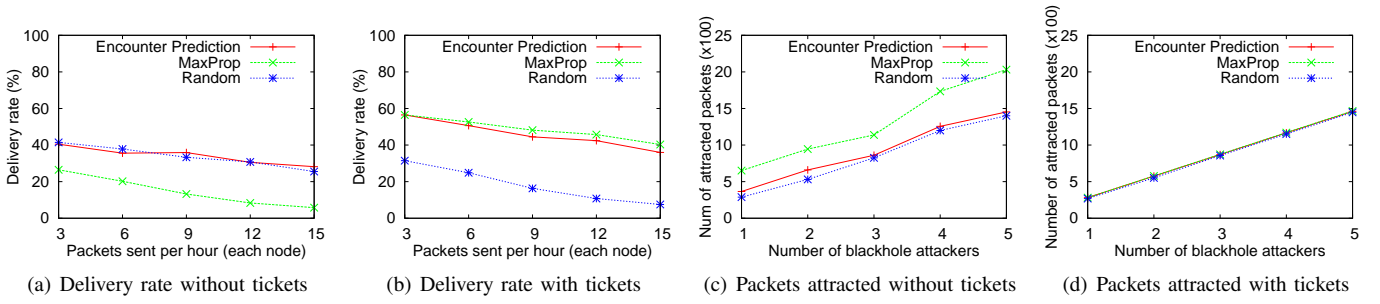 Delivery rate (%)
100
80
60
40
20
0
Encounter Prediction
MaxProp
Random
3 6 9 12 15
Packets sent per hour (each node)
(a) Delivery rate without tickets
Delivery rate (%)
100
80
60
40
20
0
Encounter Prediction
MaxProp
Random
3 6 9 12 15
Packets sent per hour (each node)
(b) Delivery rate with tickets
Num of attracted packets (x100)
25
20
15
10
5
0
Encounter Prediction
MaxProp
Random
1 2 3 4 5
Number of blackhole attackers
(c) Packets attracted without tickets
Number of attracted packets (x100)
25
20
15
10
5
0
Encounter Prediction
MaxProp
Random
1 2 3 4 5
Number of blackhole attackers
(d) Packets attracted with tickets